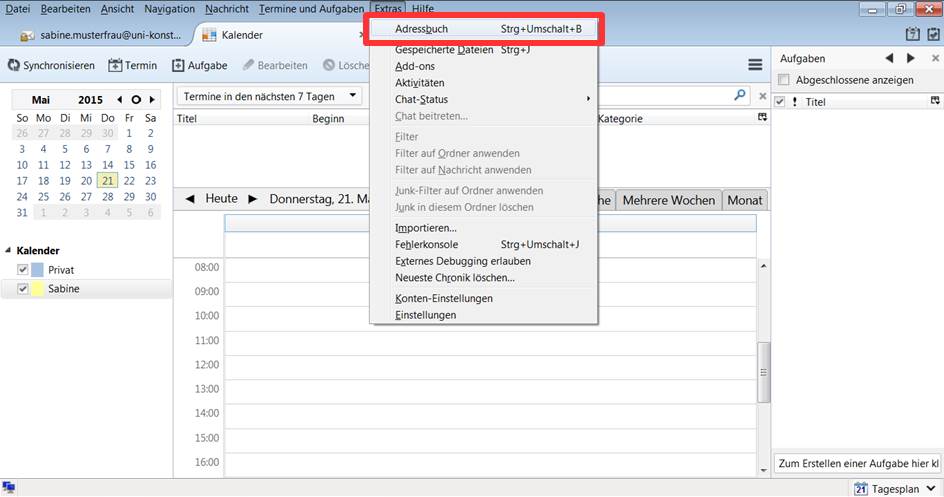 Datei Bearbeiten Ansicht Navigation Nachricht Termine und Aufgaben Extras Hilfe
sabine.musterfrau@uni-konst... Kalender
Synchronisieren Termin Aufgabe Bearbeiten Lösche
Adressbuch Strg+Umschalt+B
Gespeicherte Dateien Strg+J
Add-ons
Aktivitäten
Chat-Status
Chat beitreten...
Filter
Filter auf Ordner anwenden
Filter auf Nachricht anwenden
Junk-Filter auf Ordner anwenden
Junk in diesem Ordner löschen
Importieren...
Fehlerkonsole Strg+Umschalt+J
Externes Debugging erlauben
Neueste Chronik löschen...
Konten-Einstellungen
Einstellungen
Mai 2015
So Mo Di Mi Do Fr Sa
26 27 28 29 30 1 2
3 4 5 6 7 8 9
10 11 12 13 14 15 16
17 18 19 20 21 22 23
24 25 26 27 28 29 30
31 1 2 3 4 5 6
Kalender
Privat
Sabine
Termine in den nächsten 7 Tagen
Titel Beginn Kategorie
Heute Donnerstag, 21. Ma
he Mehrere Wochen Monat
08:00
09:00
10:00
11:00
12:00
13:00
14:00
15:00
16:00
Aufgaben
Abgeschlossene anzeigen
! Titel
Zum Erstellen einer Aufgabe hier kl
21 Tagesplan